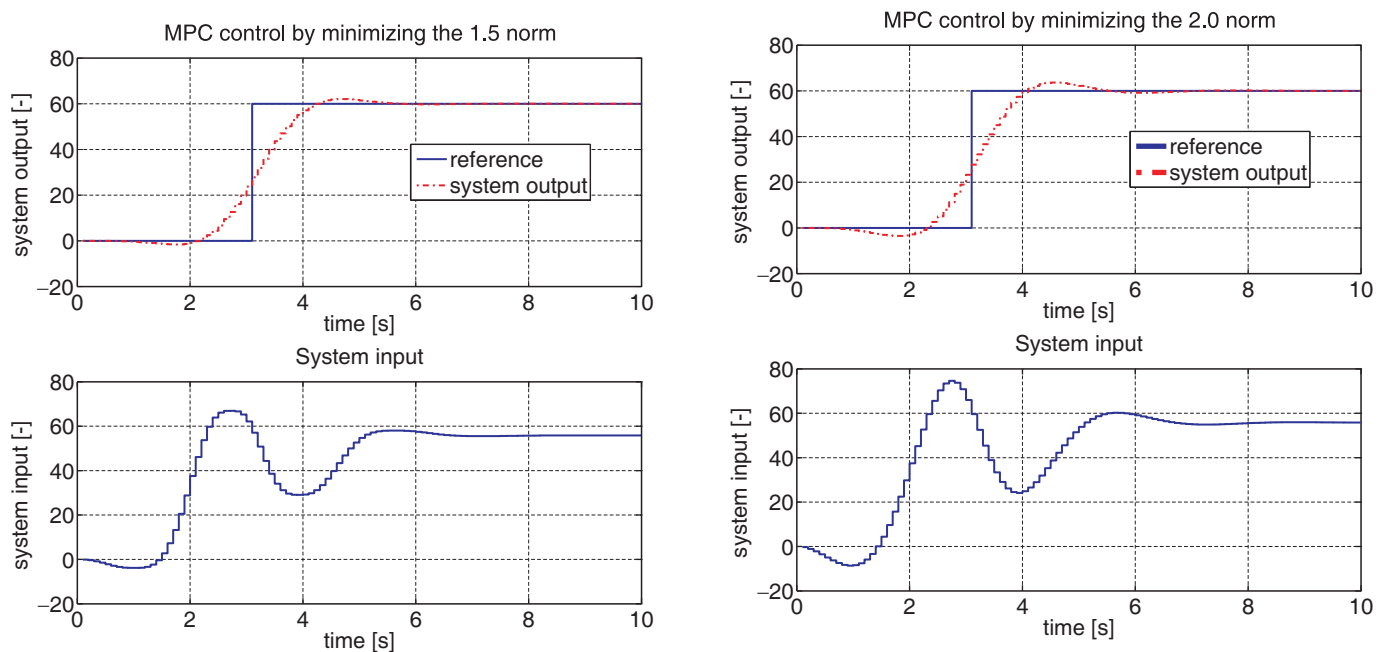 MPC control by minimizing the 1.5 norm
80
60
40
20
0
−20
system output [-]
reference
system output
0 2 4 6 8 10
time [s]
System input
80
60
40
20
0
−20
system input [-]
0 2 4 6 8 10
time [s]
MPC control by minimizing the 2.0 norm
80
60
40
20
0
−20
system output [-]
reference
system output
0 2 4 6 8 10
time [s]
System input
80
60
40
20
0
−20
system input [-]
0 2 4 6 8 10
time [s]